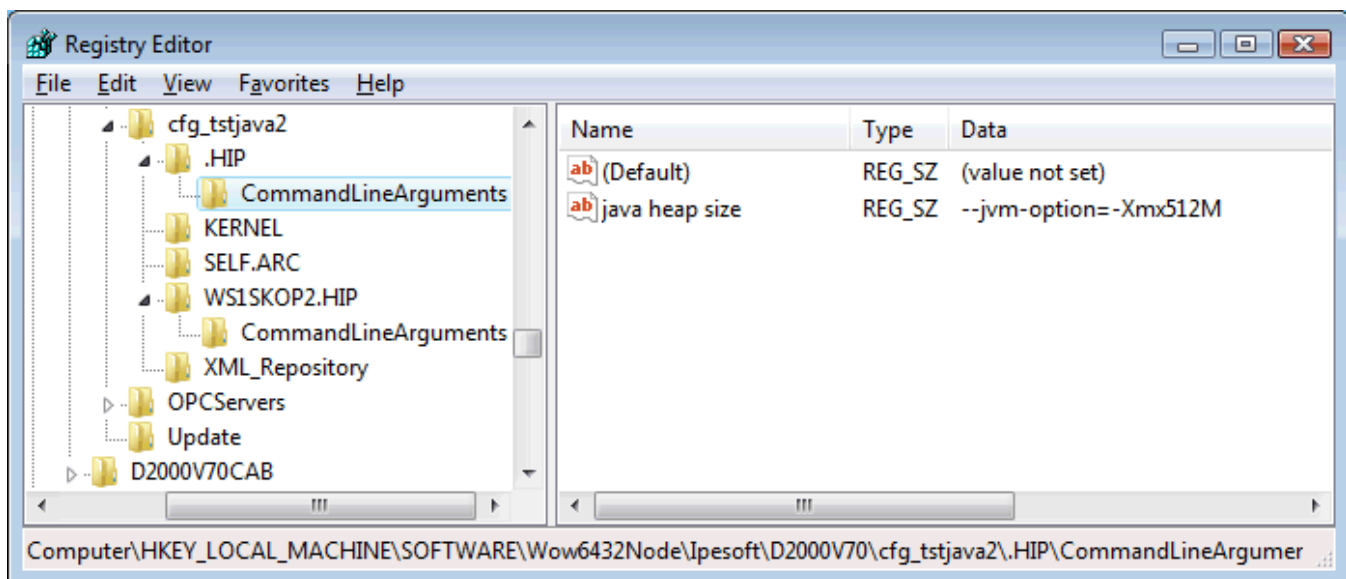 Registry Editor
File Edit View Favorites Help
cfg_tstjava2
.HIP
CommandLineArguments
KERNEL
SELF.ARC
WS1SKOP2.HIP
CommandLineArguments
XML_Repository
OPCServers
Update
D2000V70CAB
Name Type Data
ab (Default) REG_SZ (value not set)
ab java heap size REG_SZ --jvm-option=-Xmx512M
Computer\HKEY_LOCAL_MACHINE\SOFTWARE\Wow6432Node\Ipesoft\D2000V70\cfg_tstjava2\.HIP\CommandLineArgumer